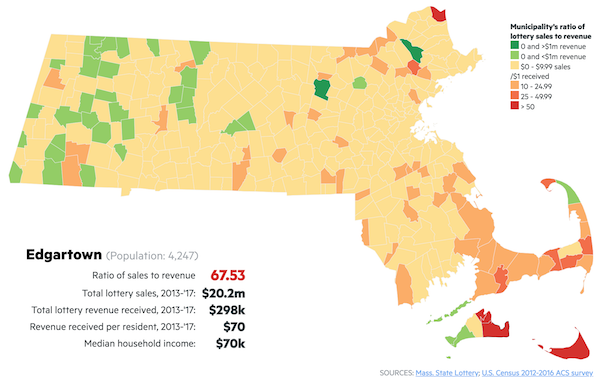 Municipality's ratio of
lottery sales to revenue
0 and >$1m revenue
0 and <$1m revenue
$0 - $9.99 sales
/$1 received
10 - 24.99
25 - 49.99
> 50
Edgartown (Population: 4,247)
Ratio of sales to revenue 67.53
Total lottery sales, 2013-'17: $20.2m
Total lottery revenue received, 2013-'17: $298k
Revenue received per resident, 2013-'17: $70
Median household income: $70k
SOURCES: Mass. State Lottery; U.S. Census 2012-2016 ACS survey